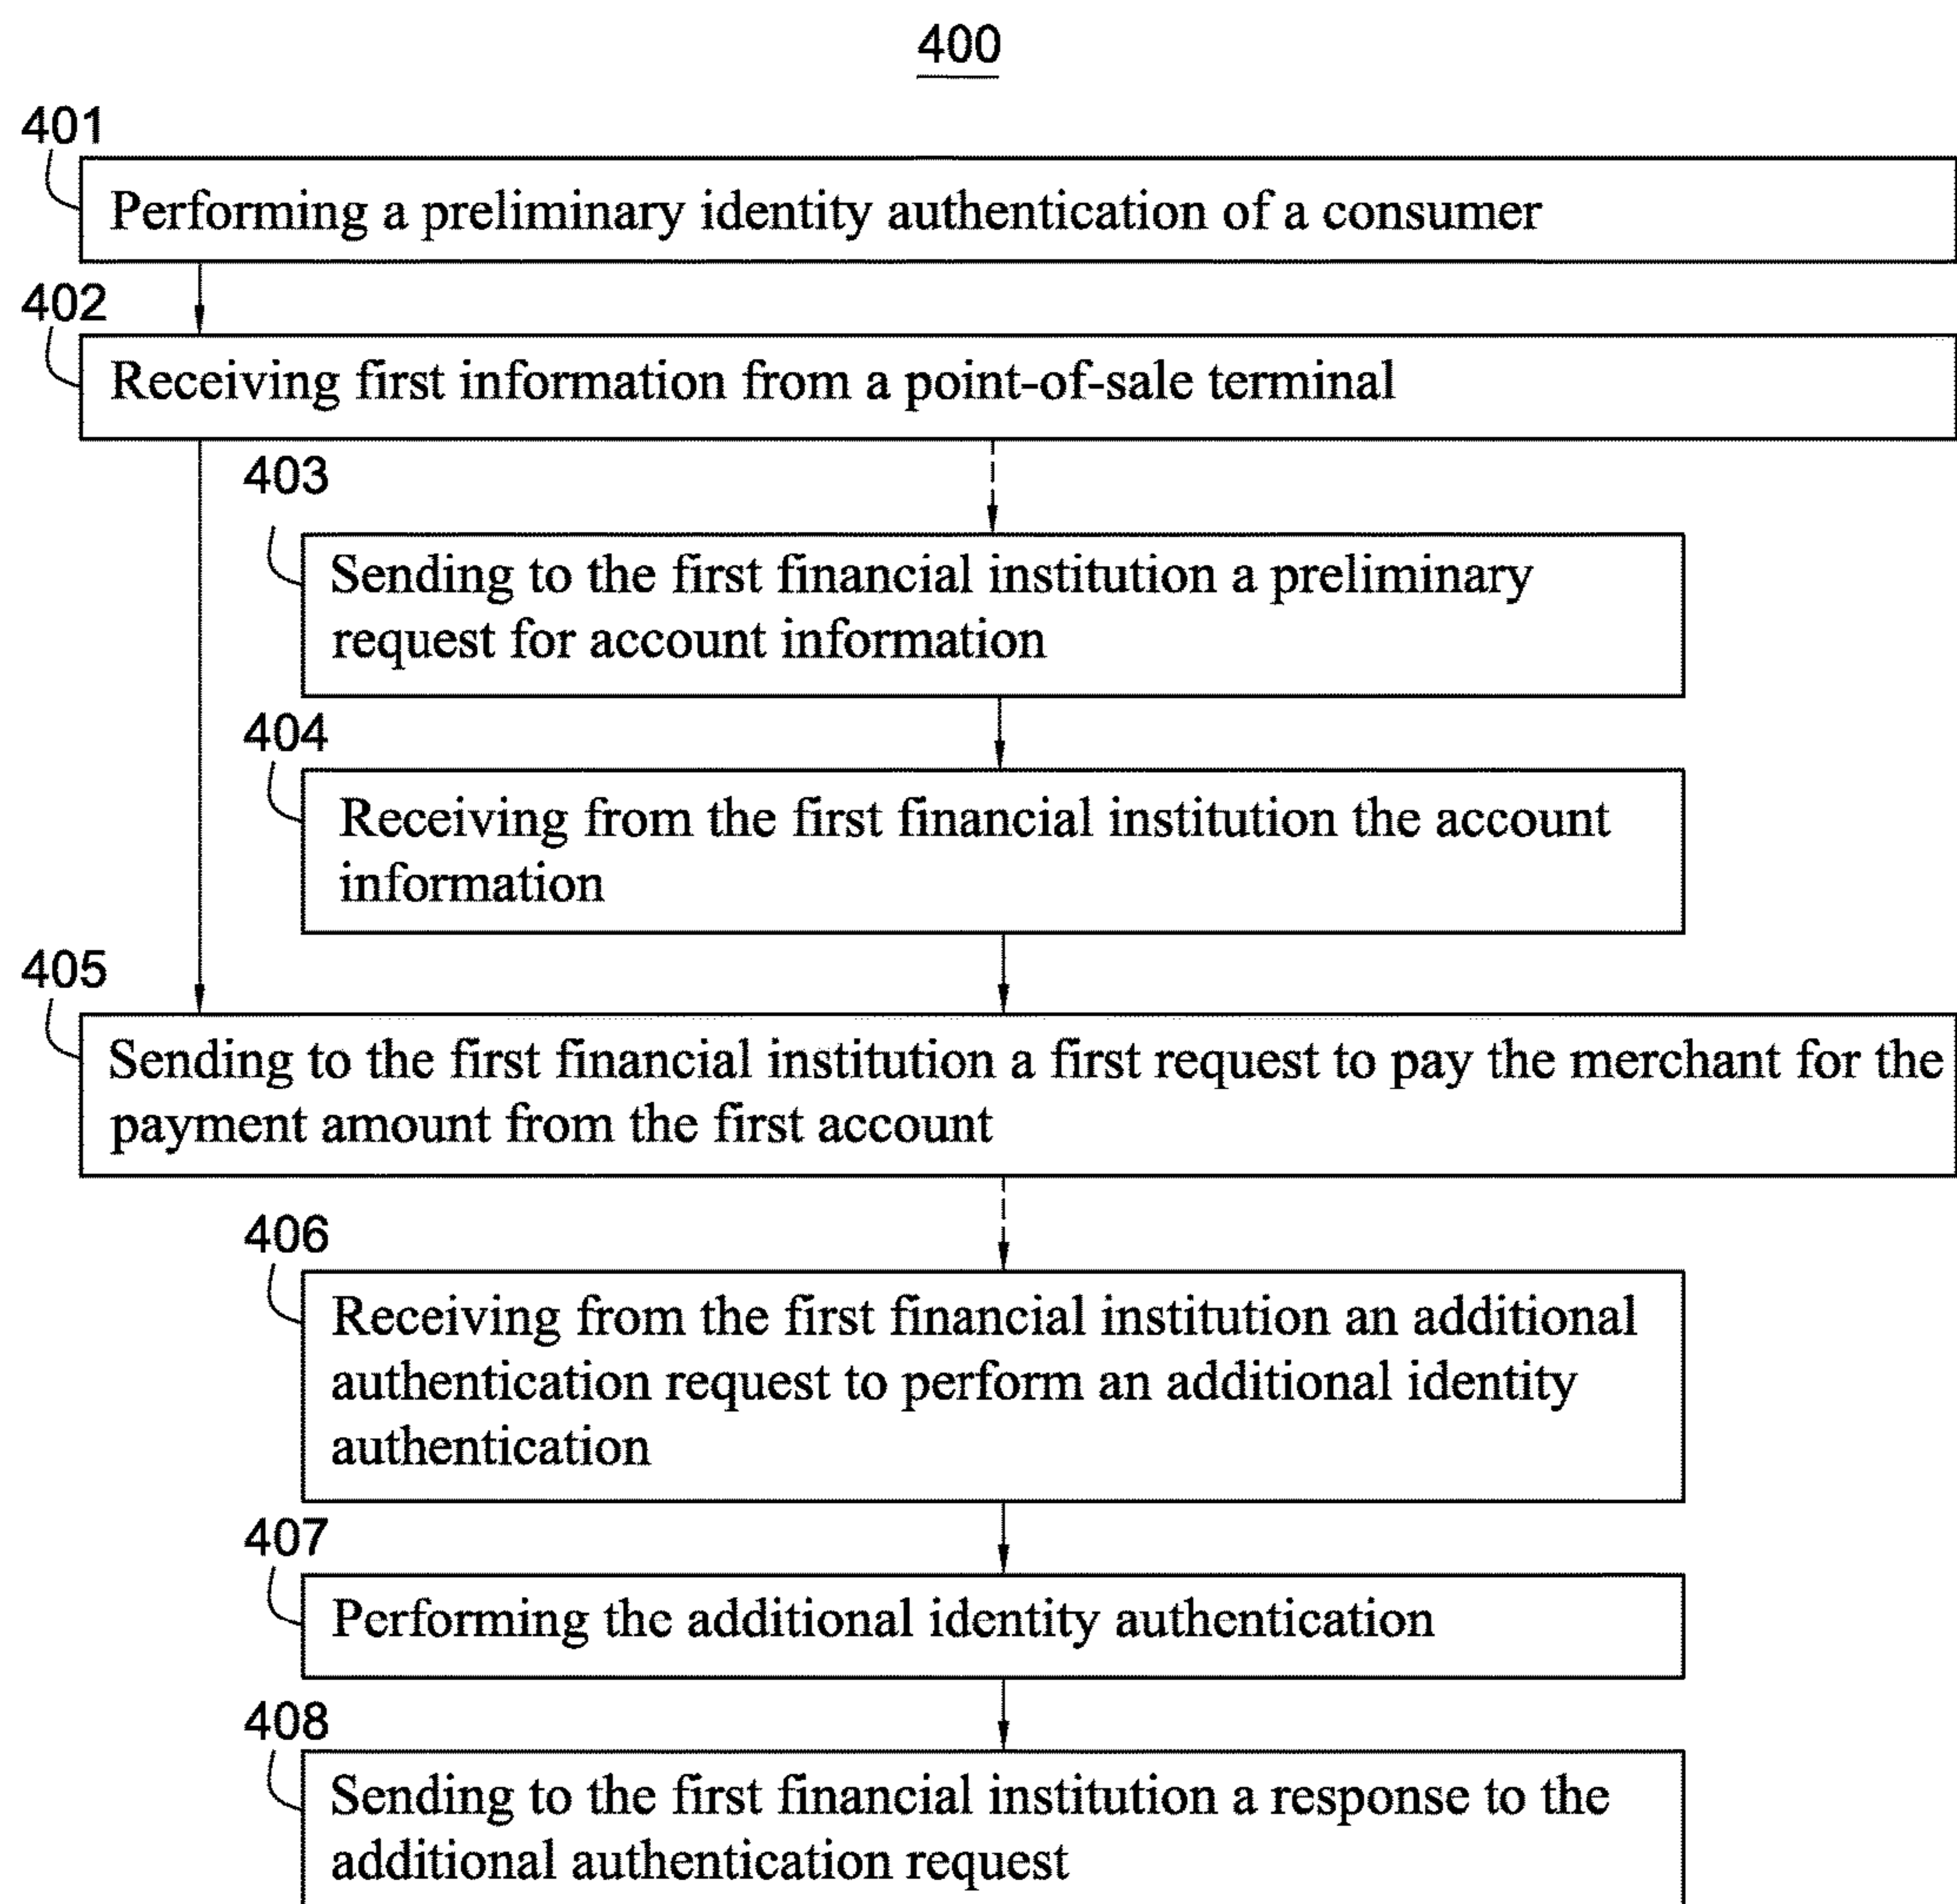 400
401
Performing a preliminary identity authentication of a consumer
402
Receiving first information from a point-of-sale terminal
403
Sending to the first financial institution a preliminary
request for account information
404
Receiving from the first financial institution the account
information
405
Sending to the first financial institution a first request to pay the merchant for the
payment amount from the first account
406
Receiving from the first financial institution an additional
authentication request to perform an additional identity
authentication
407
Performing the additional identity authentication
408
Sending to the first financial institution a response to the
additional authentication request